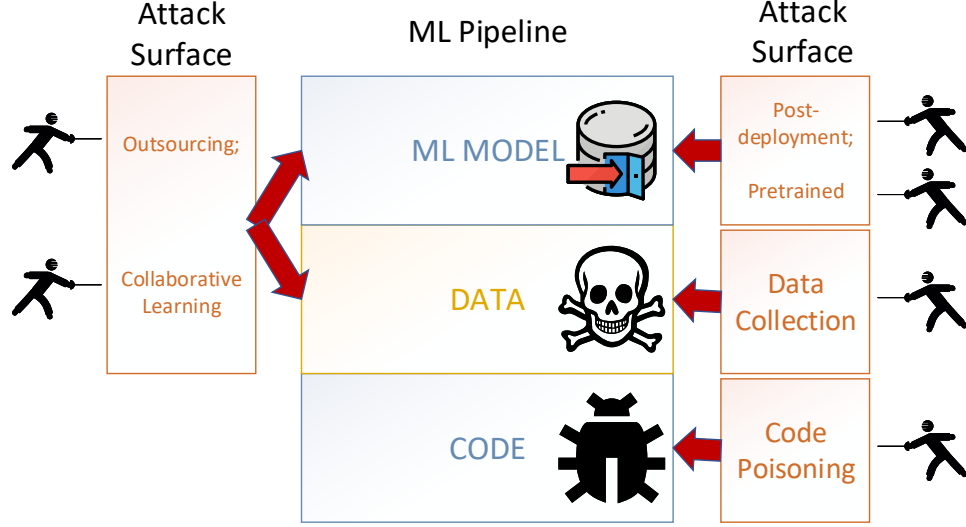 Attack
Surface
ML Pipeline
Attack
Surface
Outsourcing;
Collaborative
Learning
ML MODEL
DATA
CODE
Post-
deployment;
Pretrained
Data
Collection
Code
Poisoning